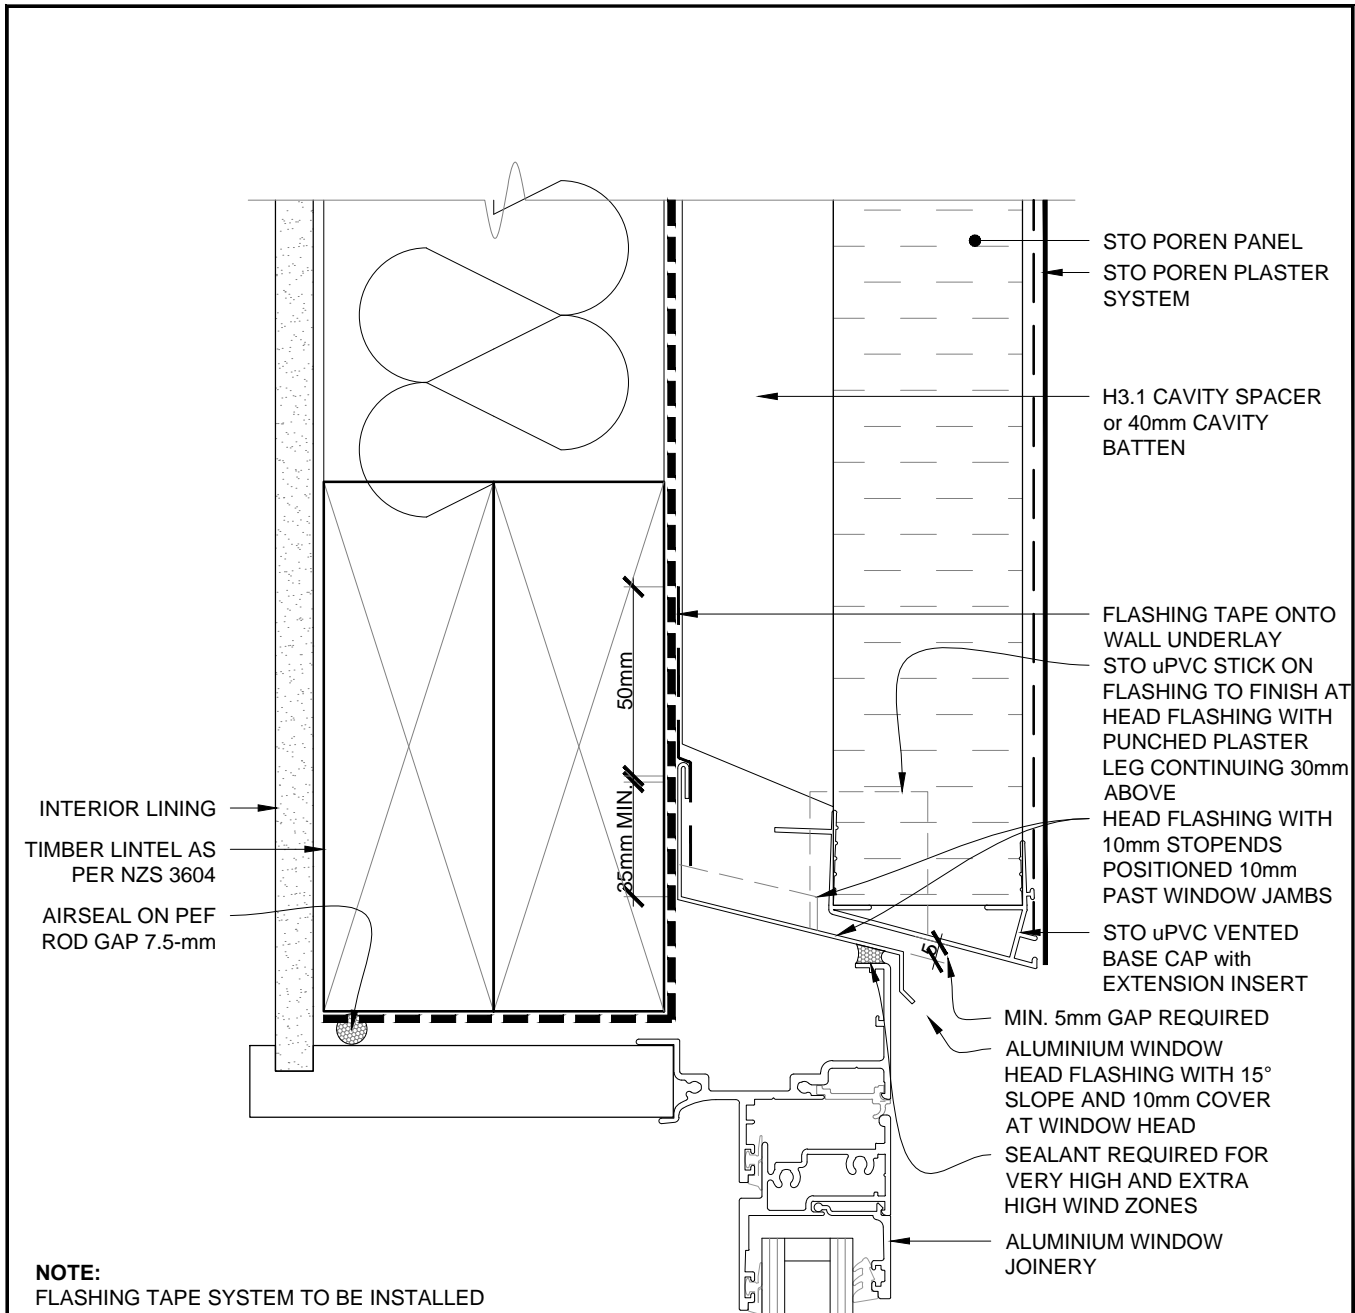 STO POREN PANEL
STO POREN PLASTER
SYSTEM
H3.1 CAVITY SPACER
or 40mm CAVITY
BATTEN
FLASHING TAPE ONTO
WALL UNDERLAY
STO uPVC STICK ON
FLASHING TO FINISH AT
HEAD FLASHING WITH
PUNCHED PLASTER
LEG CONTINUING 30mm
ABOVE
HEAD FLASHING WITH
10mm STOPENDS
POSITIONED 10mm
PAST WINDOW JAMBS
STO uPVC VENTED
BASE CAP with
EXTENSION INSERT
MIN. 5mm GAP REQUIRED
ALUMINIUM WINDOW
HEAD FLASHING WITH 15°
SLOPE AND 10mm COVER
AT WINDOW HEAD
SEALANT REQUIRED FOR
VERY HIGH AND EXTRA
HIGH WIND ZONES
ALUMINIUM WINDOW
JOINERY
50mm
35mm MIN.
5
INTERIOR LINING
TIMBER LINTEL AS
PER NZS 3604
AIRSEAL ON PEF
ROD GAP 7.5-mm
NOTE:
FLASHING TAPE SYSTEM TO BE INSTALLED